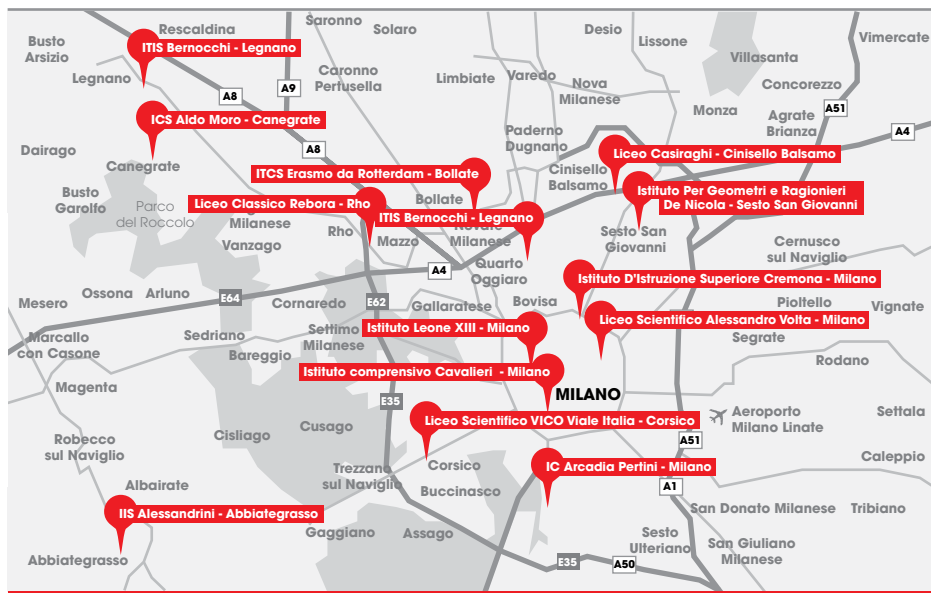 Saronno
Rescaldina
Solaro
Desio
Lissone
Vimercate
Busto
Arsizio
ITIS Bernocchi - Legnano
Villasanta
Legnano
Caronno
Pertusella
Limbiate
Varedo
Nova
Milanese
Concorezzo
A8
A9
Monza
A51
Agrate
Brianza
ICS Aldo Moro - Canegrate
Paderno
Dugnano
A4
Dairago
A8
Liceo Casiraghi - Cinisello Balsamo
Canegrate
ITCS Erasmo da Rotterdam - Bollate
Cinisello
Balsamo
Istituto Per Geometri e Ragionieri
De Nicola - Sesto San Giovanni
Busto
Garolfo
Parco
del Roccolo
Liceo Classico Rebora - Rho
Bollate
ITIS Bernocchi - Legnano
Milanese
Rho
Novate
Milanese
Mazzo
Vanzago
Sesto San
Giovanni
Cernusco
sul Naviglio
A4
Quarto
Oggiaro
Istituto D'Istruzione Superiore Cremona - Milano
Mesero
Ossona
Arluno
E64
Cornaredo
E62
Gallaratese
Bovisa
Pioltello
Vignate
Marcallo
con Casone
Sedriano
Settimo
Milanese
Istituto Leone XIII - Milano
Liceo Scientifico Alessandro Volta - Milano
Segrate
Bareggio
Rodano
Istituto comprensivo Cavalieri - Milano
Magenta
MILANO
E35
Aeroporto
Milano Linate
Settala
Liceo Scientifico VICO Viale Italia - Corsico
Cusago
Cisliago
Robecco
sul Naviglio
A51
Caleppio
Trezzano
sul Naviglio
Corsico
IC Arcadia Pertini - Milano
Albairate
Buccinasco
A1
IIS Alessandrini - Abbiategrasso
San Donato Milanese
Tribiano
Gaggiano
Assago
Sesto
Ulteriano
San Giuliano
Milanese
Abbiategrasso
E35
A50